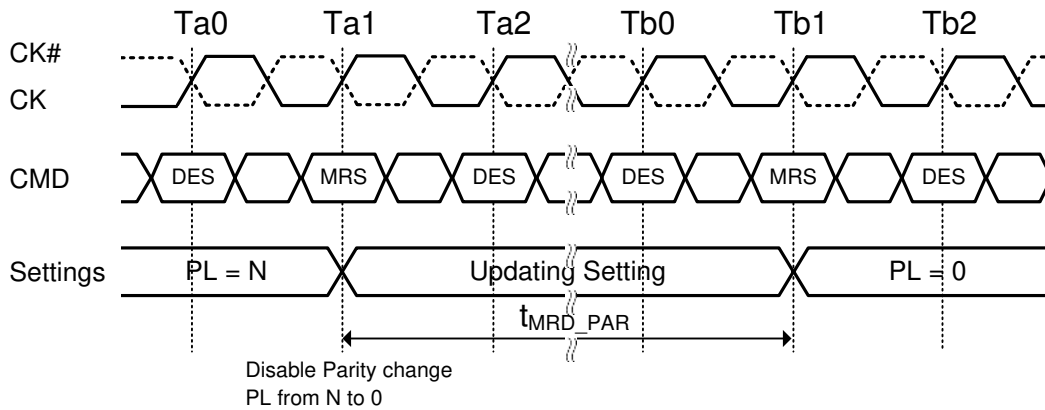 Ta0 Ta1 Ta2 Tb0 Tb1 Tb2
CK#
CK
CMD DES MRS DES DES MRS DES
Settings PL = N Updating Setting PL = 0
tMRD_PAR
Disable Parity change
PL from N to 0